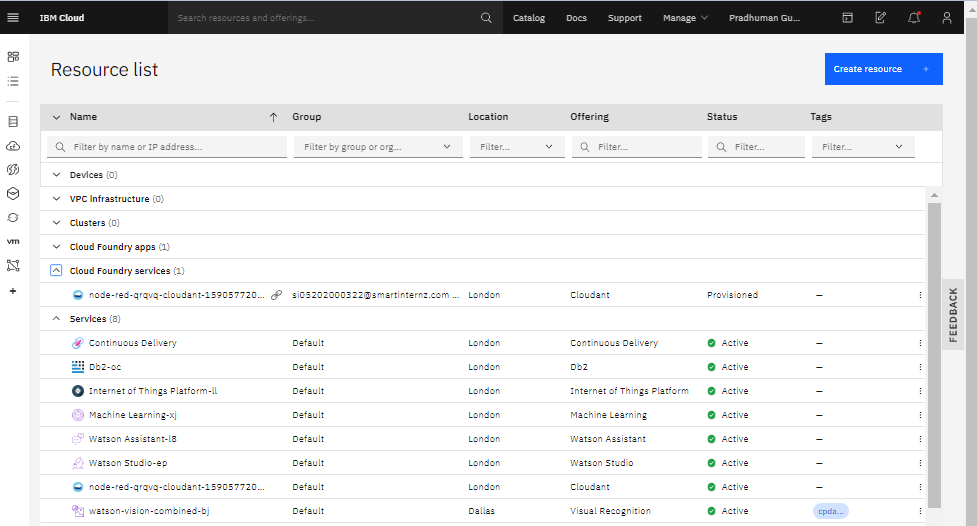 IBM Cloud Search resources and offerings... Catalog Docs Support Manage Pradhuman Gu...
Resource list
Create resource +
Name Group Location Offering Status Tags
Filter by name or IP address... Filter by group or org... Filter... Filter... Filter... Filter...
Devices (0)
VPC infrastructure (0)
Clusters (0)
Cloud Foundry apps (1)
Cloud Foundry services (1)
node-red-qrqvq-cloudant-159057720... si05202000322@smartinternz.com ... London Cloudant Provisioned —
Services (8)
Continuous Delivery Default London Continuous Delivery Active —
Db2-oc Default London Db2 Active —
Internet of Things Platform-ll Default London Internet of Things Platform Active —
Machine Learning-xj Default London Machine Learning Active —
Watson Assistant-l8 Default London Watson Assistant Active —
Watson Studio-ep Default London Watson Studio Active —
node-red-qrqvq-cloudant-159057720... Default London Cloudant Active —
watson-vision-combined-bj Default Dallas Visual Recognition Active cpda...
vm
FEEDBACK